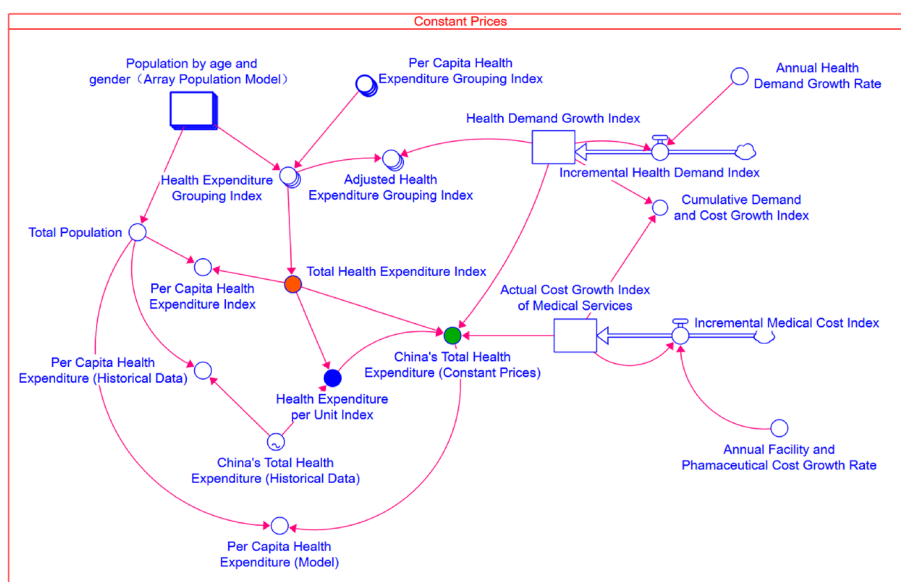 Constant Prices
Population by age and
gender（Array Population Model）
Per Capita Health
Expenditure Grouping Index
Annual Health
Demand Growth Rate
Health Demand Growth Index
Health Expenditure
Grouping Index
Adjusted Health
Expenditure Grouping Index
Incremental Health Demand Index
Cumulative Demand
and Cost Growth Index
Total Population
Total Health Expenditure Index
Per Capita Health
Expenditure Index
Actual Cost Growth Index
of Medical Services
Incremental Medical Cost Index
Per Capita Health
Expenditure (Historical Data)
China's Total Health
Expenditure (Constant Prices)
Health Expenditure
per Unit Index
China's Total Health
Expenditure (Historical Data)
Annual Facility and
Phamaceutical Cost Growth Rate
Per Capita Health
Expenditure (Model)